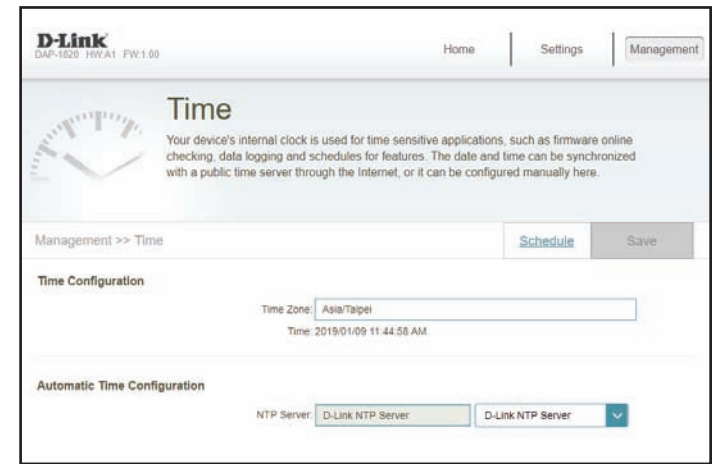 D-Link
DAP-1820 HW:A1 FW:1.00
Home Settings Management
Time
Your device's internal clock is used for time sensitive applications, such as firmware online
checking, data logging and schedules for features. The date and time can be synchronized
with a public time server through the Internet, or it can be configured manually here.
Management >> Time Schedule Save
Time Configuration
Time Zone: Asia/Taipei
Time: 2019/01/09 11:44:58 AM
Automatic Time Configuration
NTP Server: D-Link NTP Server D-Link NTP Server